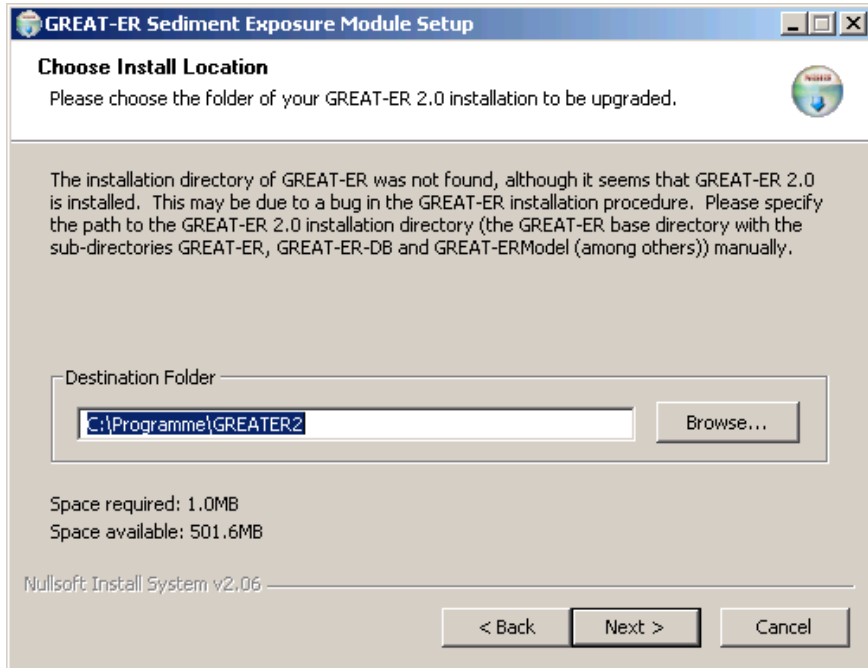 GREAT-ER Sediment Exposure Module Setup
Choose Install Location
Please choose the folder of your GREAT-ER 2.0 installation to be upgraded.
The installation directory of GREAT-ER was not found, although it seems that GREAT-ER 2.0
is installed.  This may be due to a bug in the GREAT-ER installation procedure.  Please specify
the path to the GREAT-ER 2.0 installation directory (the GREAT-ER base directory with the
sub-directories GREAT-ER, GREAT-ER-DB and GREAT-ERModel (among others)) manually.
Destination Folder
C:\Programme\GREATER2
Browse...
Space required: 1.0MB
Space available: 501.6MB
Nullsoft Install System v2.06
< Back
Next >
Cancel